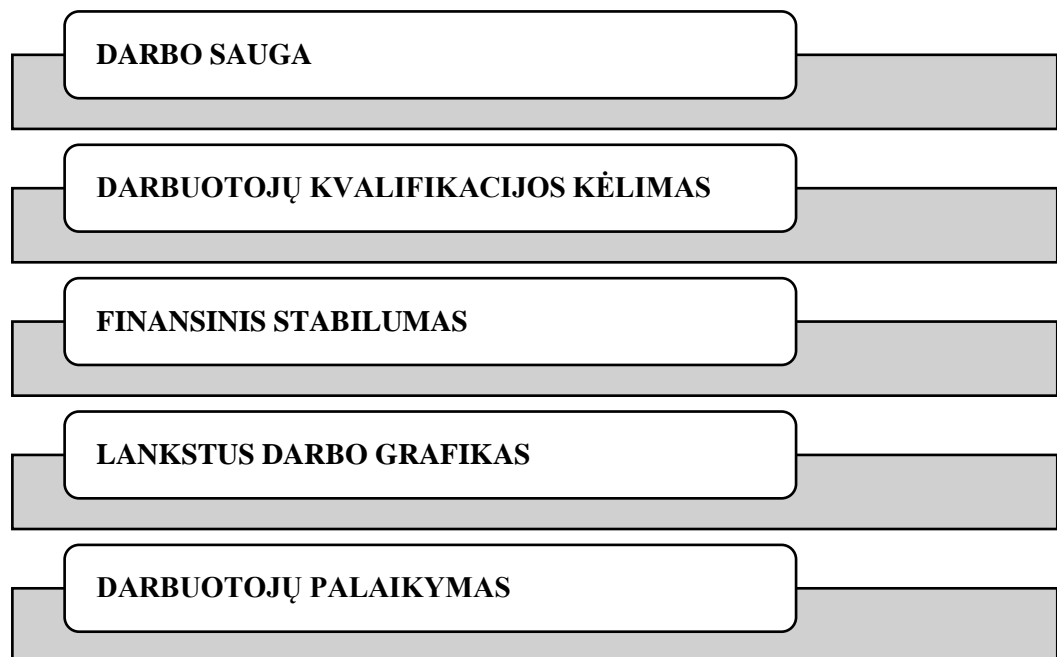 DARBO SAUGA
DARBUOTOJŲ KVALIFIKACIJOS KĖLIMAS
FINANSINIS STABILUMAS
LANKSTUS DARBO GRAFIKAS
DARBUOTOJŲ PALAIKYMAS